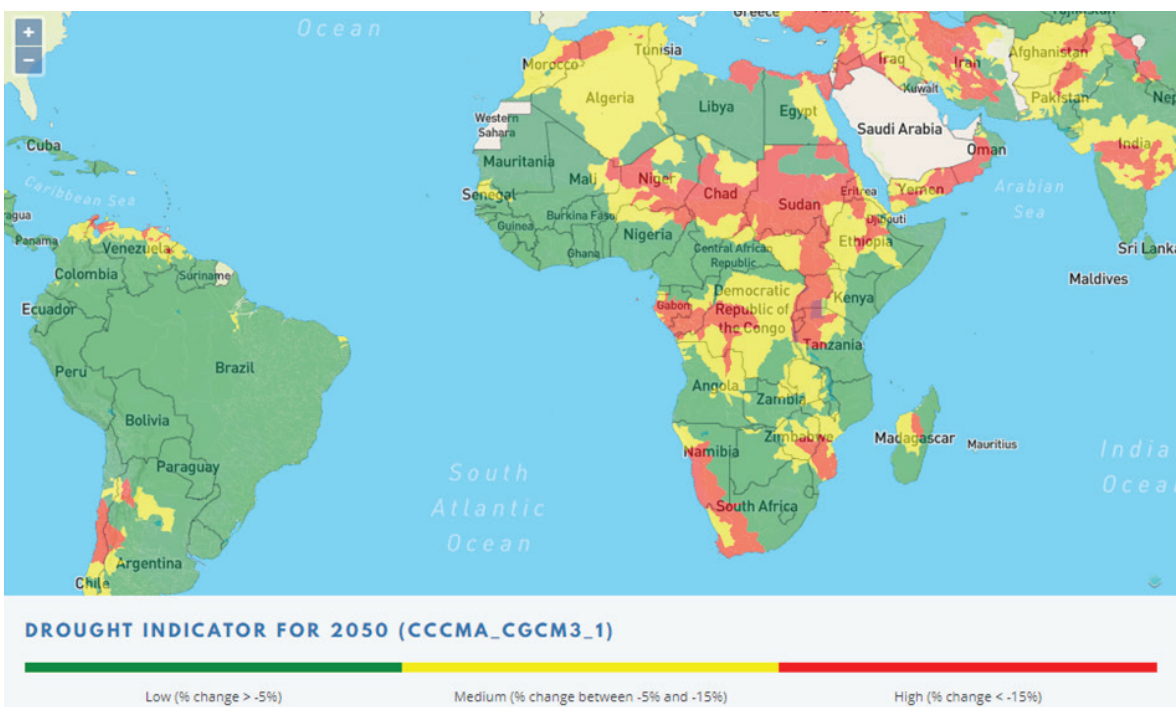 +
−
Ocean
Greece
Tunisia
Morocco
Algeria
Libya
Egypt
Iraq
Iran
Afghanistan
Pakistan
Kuwait
Nep
Western
Sahara
Saudi Arabia
Cuba
Mauritania
Oman
India
Caribbean Sea
Mali
Niger
Chad
Sudan
Eritrea
Yemen
Arabian
Sea
Senegal
ragua
Burkina Faso
Djibouti
Panama
Venezuela
Guinea
Ghana
Nigeria
Central African
Republic
Ethiopia
Sri Lanka
Colombia
Suriname
Maldives
Ecuador
Gabon
Democratic
Republic of
the Congo
Kenya
Tanzania
Peru
Brazil
Angola
Zambia
Bolivia
Zimbabwe
Madagascar
Mauritius
Paraguay
Namibia
India
Ocea
South
Atlantic
Ocean
South Africa
Argentina
Chile
DROUGHT INDICATOR FOR 2050 (CCCMA_CGCM3_1)
Low (% change > -5%)
Medium (% change between -5% and -15%)
High (% change < -15%)